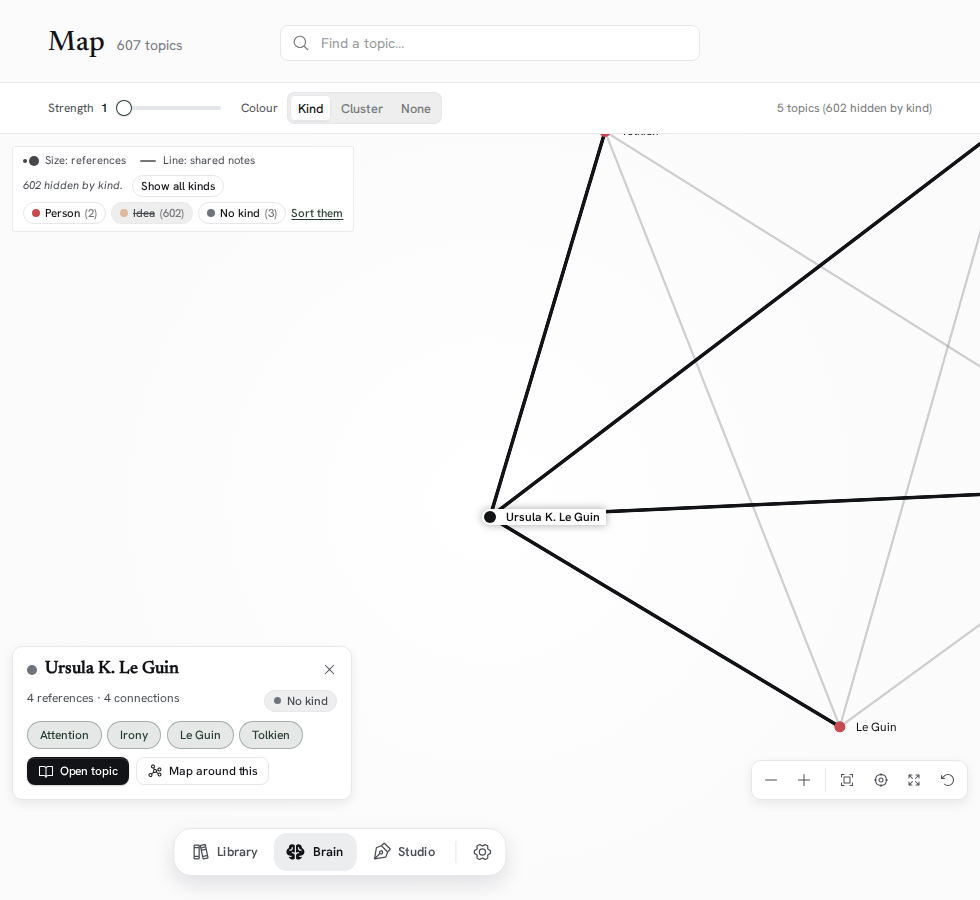 Map 607 topics
Find a topic...
Strength 1
Colour Kind Cluster None
5 topics (602 hidden by kind)
Size: references Line: shared notes
602 hidden by kind. Show all kinds
Person (2) Idea (602) No kind (3) Sort them
Ursula K. Le Guin
Le Guin
Ursula K. Le Guin
4 references · 4 connections
No kind
Attention Irony Le Guin Tolkien
Open topic Map around this
Library Brain Studio